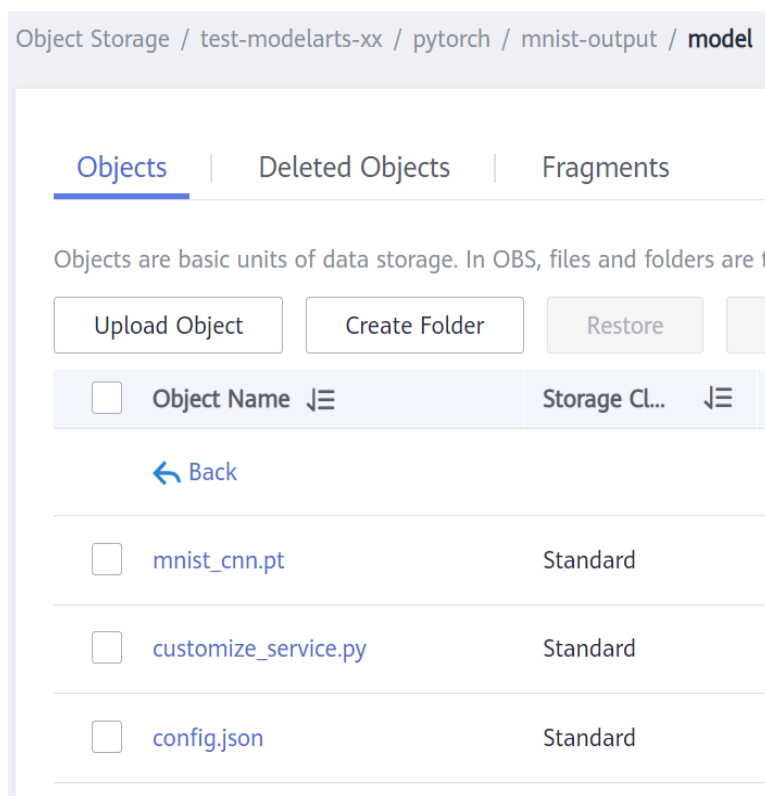 Object Storage / test-modelarts-xx / pytorch / mnist-output / model
Objects Deleted Objects Fragments
Objects are basic units of data storage. In OBS, files and folders are
Upload Object Create Folder Restore
Object Name Storage Cl...
Back
mnist_cnn.pt Standard
customize_service.py Standard
config.json Standard